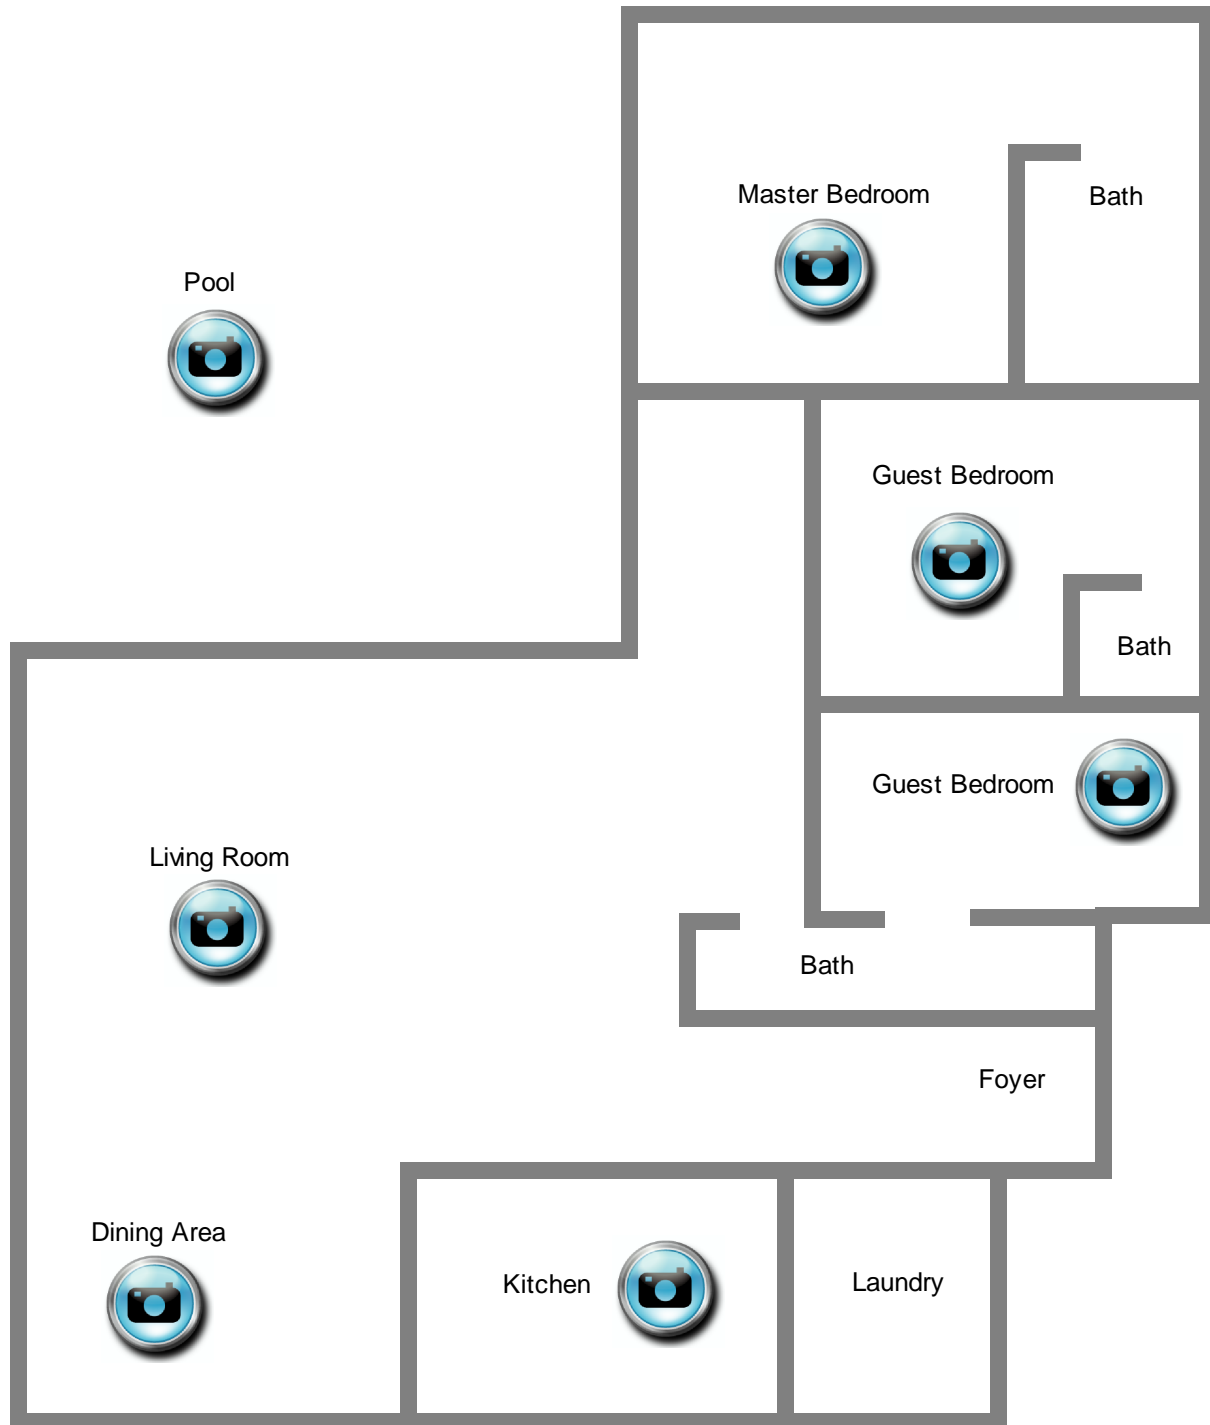 Master Bedroom
Bath
Pool
Guest Bedroom
Bath
Guest Bedroom
Living Room
Bath
Foyer
Dining Area
Kitchen
Laundry